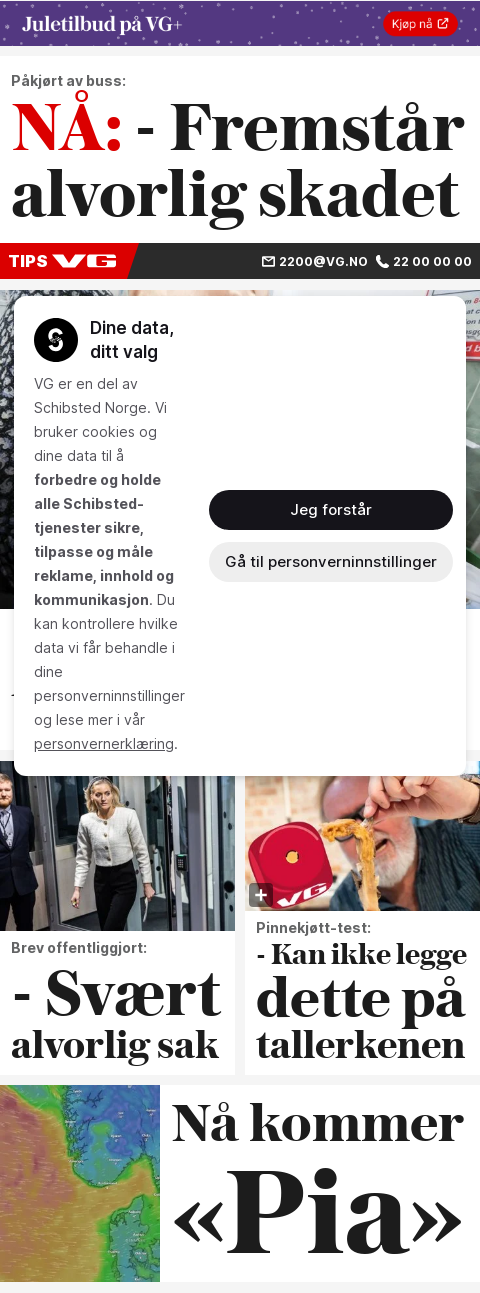 Juletilbud på VG+
Kjøp nå
Påkjørt av buss:
NÅ: - Fremstår
alvorlig skadet
TIPS VG
2200@VG.NO
22 00 00 00
Dine data,
ditt valg
VG er en del av
Schibsted Norge. Vi
bruker cookies og
dine data til å
forbedre og holde
alle Schibsted-
tjenester sikre,
tilpasse og måle
reklame, innhold og
kommunikasjon. Du
kan kontrollere hvilke
data vi får behandle i
dine
personverninnstillinger
og lese mer i vår
personvernerklæring.
Jeg forstår
Gå til personverninnstillinger
VG
Brev offentliggjort:
- Svært
alvorlig sak
Pinnekjøtt-test:
- Kan ikke legge
dette på
tallerkenen
Nå kommer
«Pia»